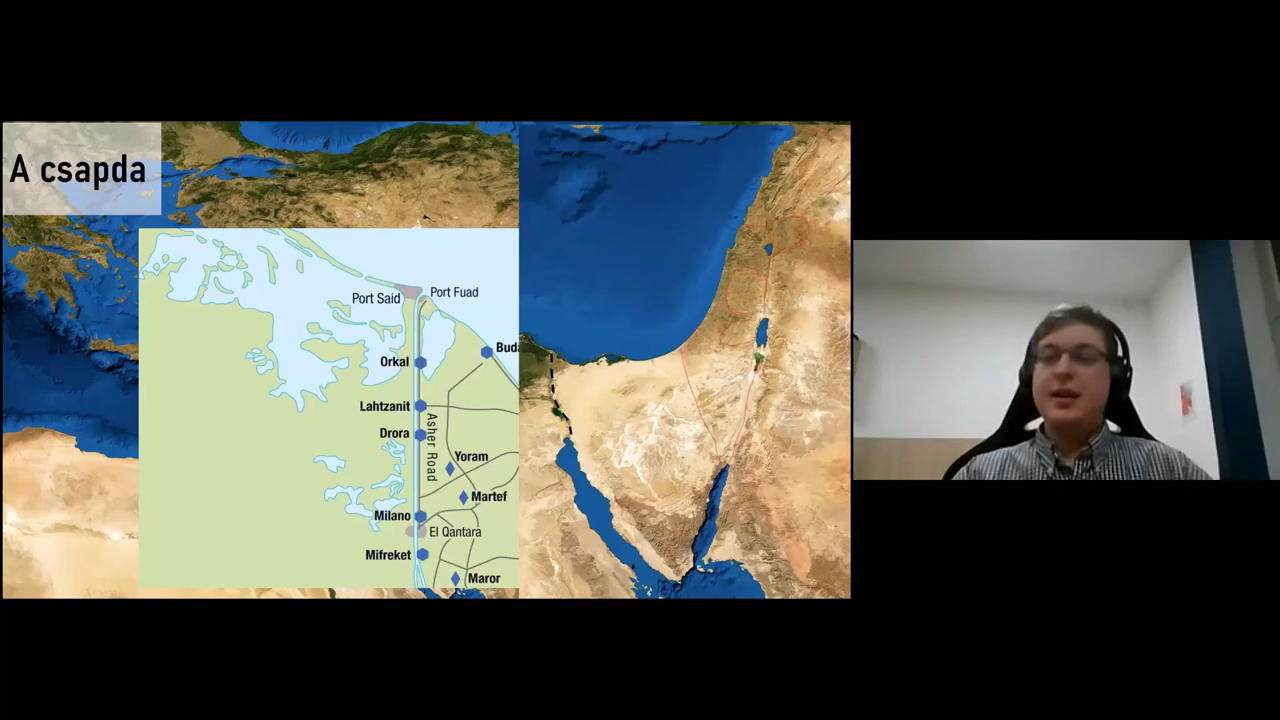 A csapda
Port Said
Port Fuad
Orkal
Buda
Lahtzanit
Drora
Asher Road
Yoram
Martef
Milano
El Qantara
Mifreket
Maror